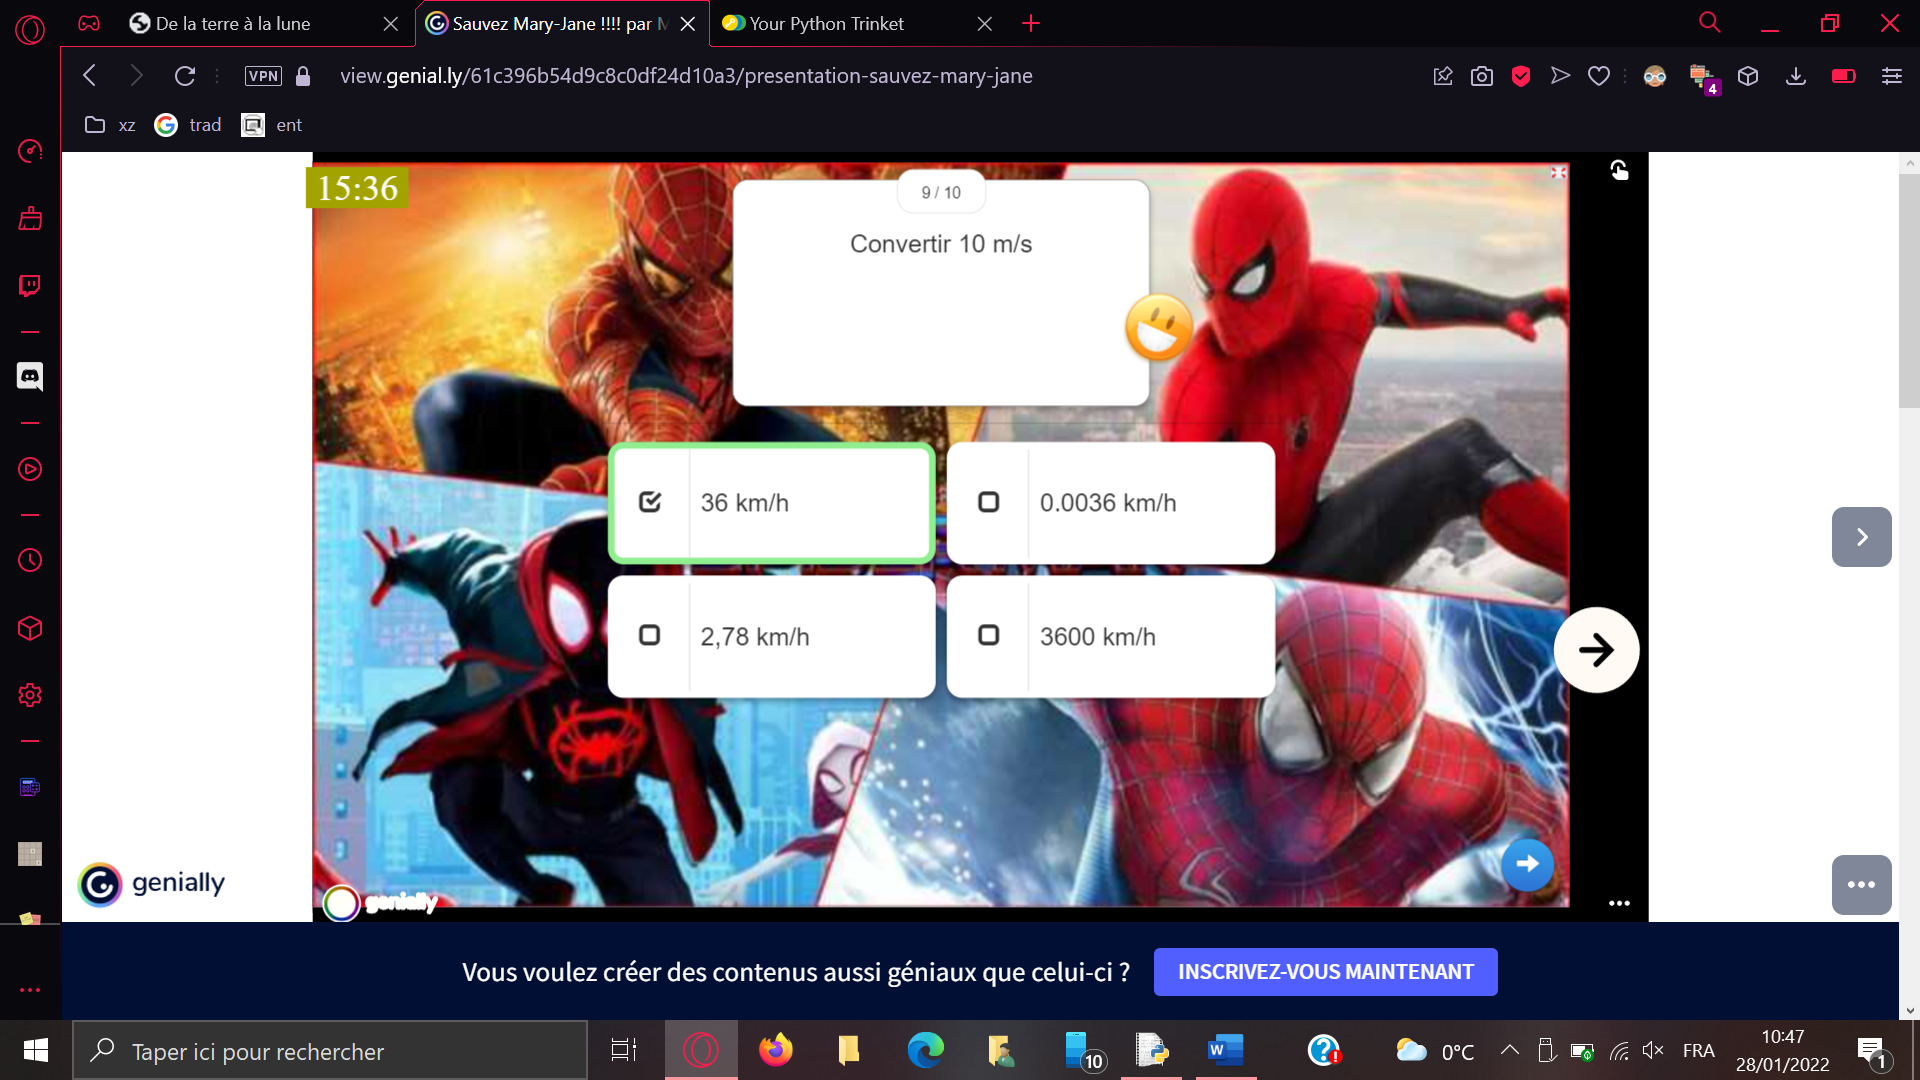 De la terre à la lune
Sauvez Mary-Jane !!!! par M
Your Python Trinket
VPN
view.genial.ly/61c396b54d9c8c0df24d10a3/presentation-sauvez-mary-jane
4
xz
trad
ent
15:36
9 / 10
Convertir 10 m/s
36 km/h
0.0036 km/h
2,78 km/h
3600 km/h
genially
genially
Vous voulez créer des contenus aussi géniaux que celui-ci ?
INSCRIVEZ-VOUS MAINTENANT
Taper ici pour rechercher
10
W
0°C
FRA
10:47
28/01/2022
1